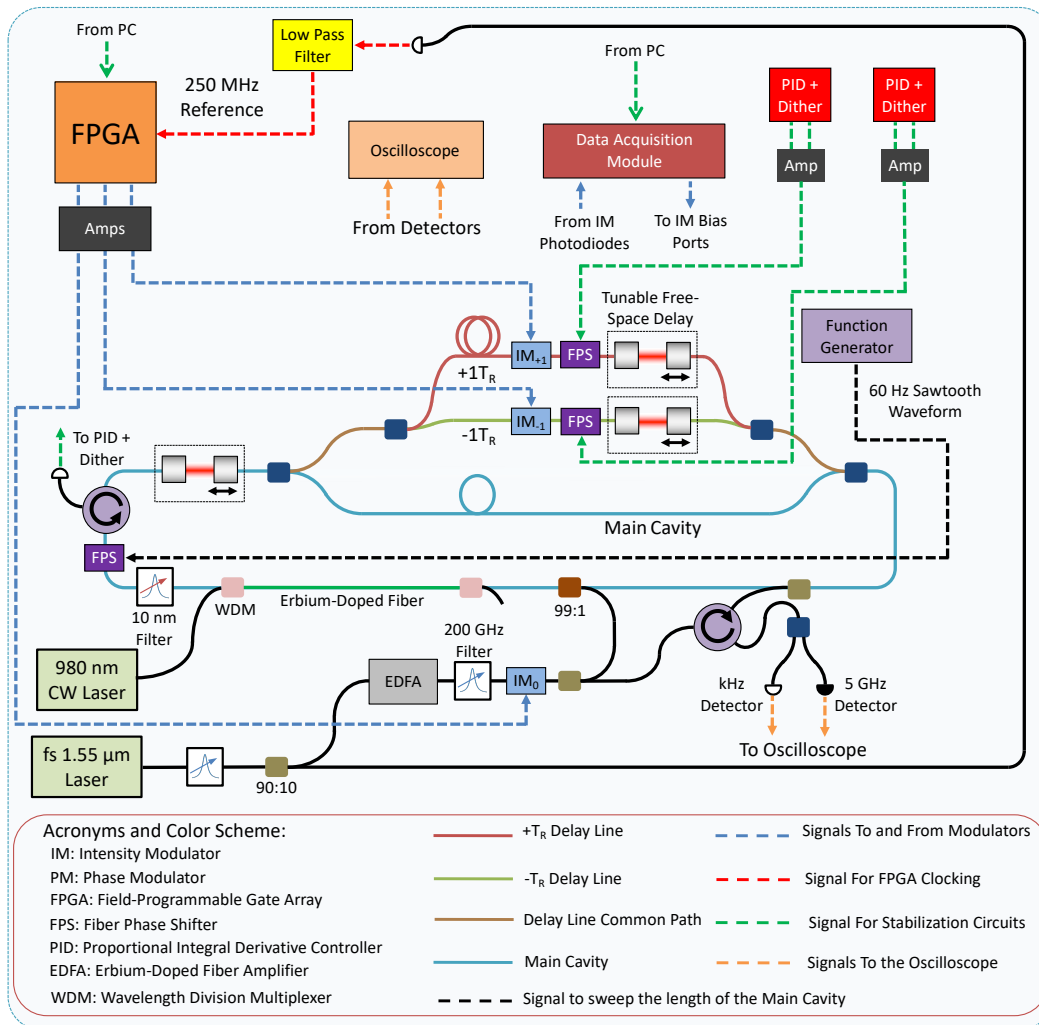 From PC
Low Pass
Filter
From PC
PID +
Dither
PID +
Dither
250 MHz
Reference
FPGA
Oscilloscope
Data Acquisition
Module
Amp
Amp
Amps
From Detectors
From IM
Photodiodes
To IM Bias
Ports
Tunable Free-
Space Delay
Function
Generator
+1TR
IM+1
FPS
60 Hz Sawtooth
Waveform
-1TR
IM-1
FPS
To PID +
Dither
Main Cavity
FPS
10 nm
Filter
WDM
Erbium-Doped Fiber
99:1
200 GHz
Filter
980 nm
CW Laser
EDFA
IM0
kHz
Detector
5 GHz
Detector
To Oscilloscope
fs 1.55 µm
Laser
90:10
Acronyms and Color Scheme:
IM: Intensity Modulator
PM: Phase Modulator
FPGA: Field-Programmable Gate Array
FPS: Fiber Phase Shifter
PID: Proportional Integral Derivative Controller
EDFA: Erbium-Doped Fiber Amplifier
WDM: Wavelength Division Multiplexer
+TR Delay Line
-TR Delay Line
Delay Line Common Path
Main Cavity
Signal to sweep the length of the Main Cavity
Signals To and From Modulators
Signal For FPGA Clocking
Signal For Stabilization Circuits
Signals To the Oscilloscope